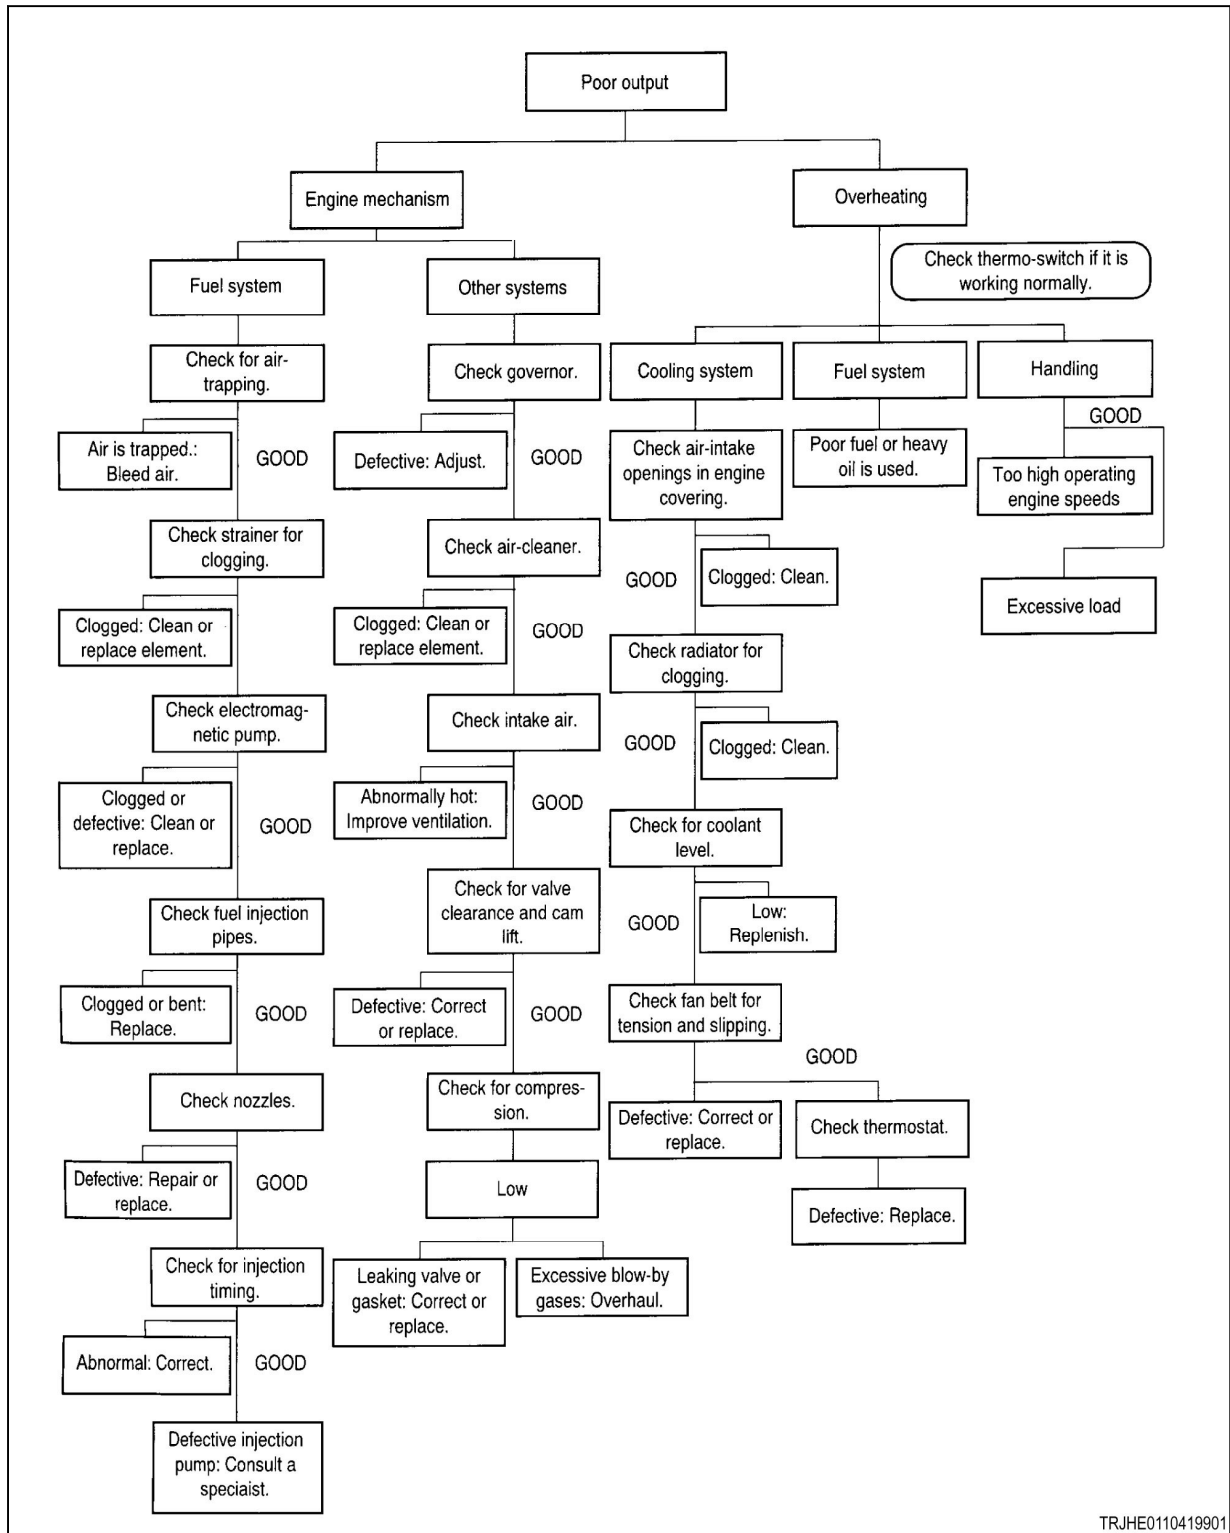 Poor output
Engine mechanism
Overheating
Check thermo-switch if it is
working normally.
Fuel system
Other systems
Check for air-
trapping.
Check governor.
Cooling system
Fuel system
Handling
GOOD
Air is trapped.:
Bleed air.
GOOD
Defective: Adjust.
GOOD
Check air-intake
openings in engine
covering.
Poor fuel or heavy
oil is used.
Too high operating
engine speeds
Check strainer for
clogging.
Check air-cleaner.
GOOD
Clogged: Clean.
Excessive load
Clogged: Clean or
replace element.
Clogged: Clean or
replace element.
GOOD
Check radiator for
clogging.
Check electromag-
netic pump.
Check intake air.
GOOD
Clogged: Clean.
Clogged or
defective: Clean or
replace.
GOOD
Abnormally hot:
Improve ventilation.
GOOD
Check for coolant
level.
Check fuel injection
pipes.
Check for valve
clearance and cam
lift.
GOOD
Low:
Replenish.
Clogged or bent:
Replace.
GOOD
Defective: Correct
or replace.
GOOD
Check fan belt for
tension and slipping.
GOOD
Check nozzles.
Check for compres-
sion.
Defective: Correct or
replace.
Check thermostat.
Defective: Repair or
replace.
GOOD
Low
Defective: Replace.
Check for injection
timing.
Leaking valve or
gasket: Correct or
replace.
Excessive blow-by
gases: Overhaul.
Abnormal: Correct.
GOOD
Defective injection
pump: Consult a
speciaist.
TRJHE0110419901